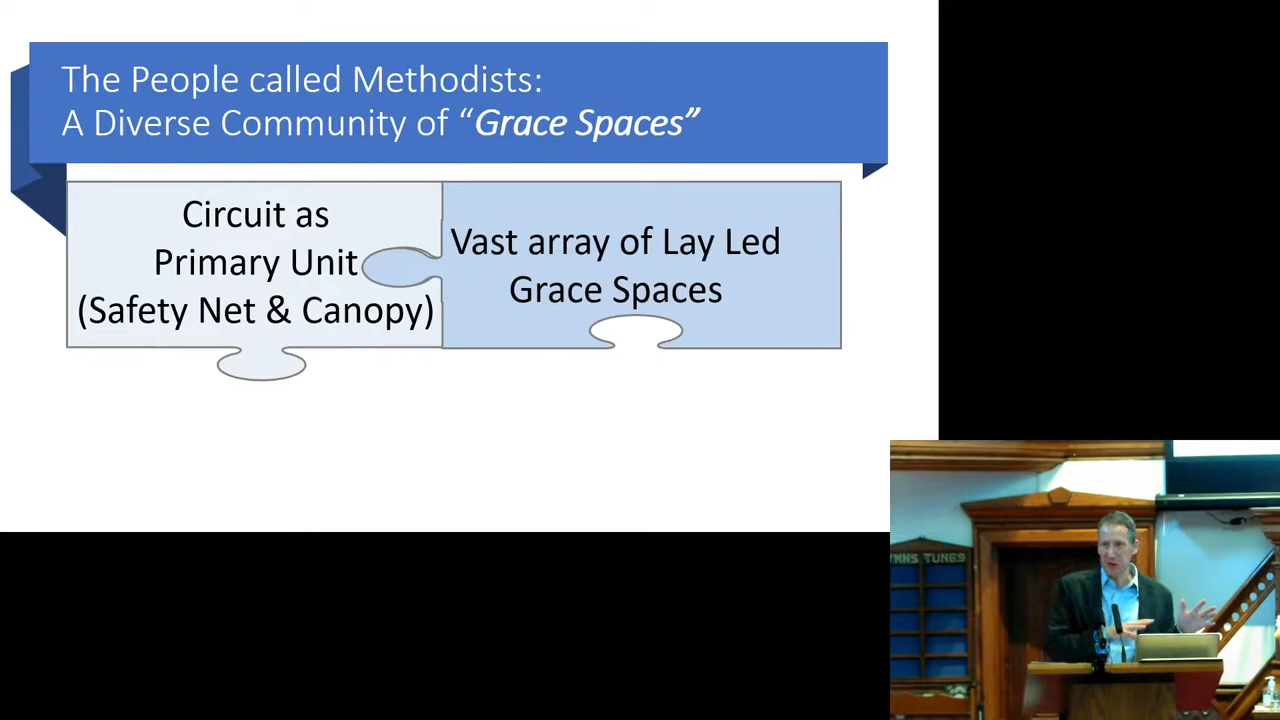 The People called Methodists:
A Diverse Community of “Grace Spaces”
Circuit as
Primary Unit
(Safety Net & Canopy)
Vast array of Lay Led
Grace Spaces
TUNES